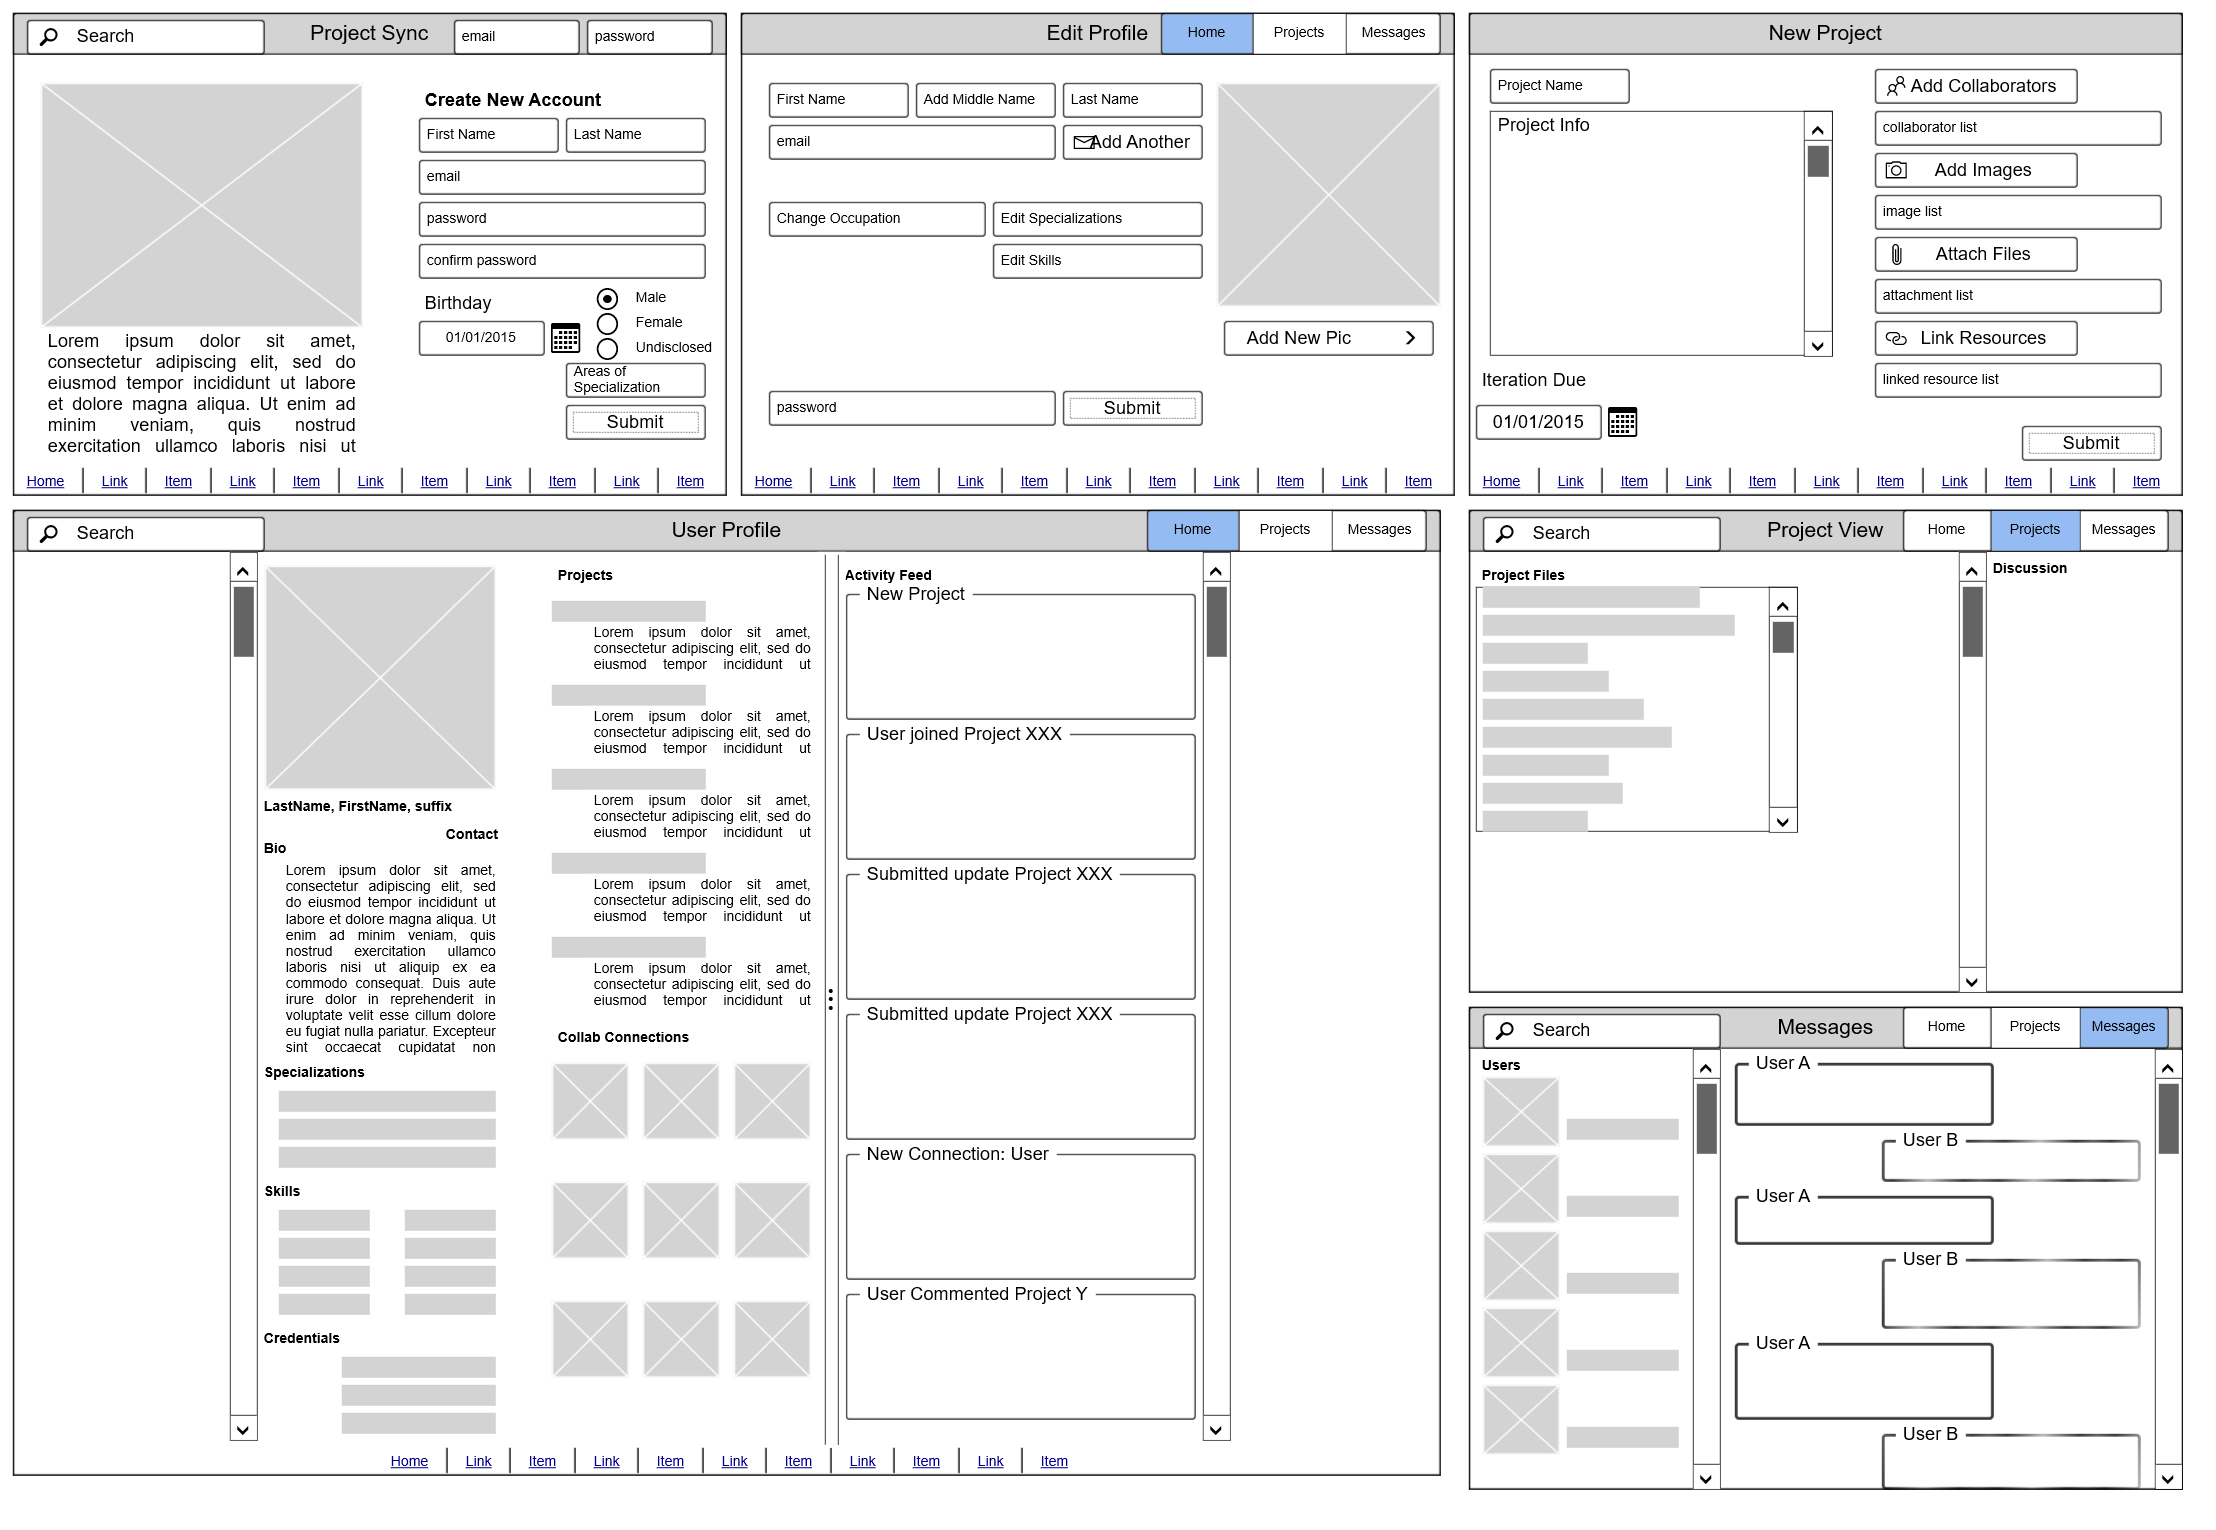 Search
Project Sync
email
password
Create New Account
First Name
Last Name
email
password
confirm password
Birthday
01/01/2015
Male
Female
Undisclosed
Areas of
Specialization
Submit
Lorem ipsum dolor sit amet,
consectetur adipiscing elit, sed do
eiusmod tempor incididunt ut labore
et dolore magna aliqua. Ut enim ad
minim veniam, quis nostrud
exercitation ullamco laboris nisi ut
Home Link Item Link Item Link Item Link Item Link Item
Edit Profile
Home Projects Messages
First Name
Add Middle Name
Last Name
email
Add Another
Change Occupation
Edit Specializations
Edit Skills
Add New Pic
password
Submit
Home Link Item Link Item Link Item Link Item Link Item
New Project
Project Name
Project Info
Iteration Due
01/01/2015
Add Collaborators
collaborator list
Add Images
image list
Attach Files
attachment list
Link Resources
linked resource list
Submit
Home Link Item Link Item Link Item Link Item Link Item
Search
User Profile
Home Projects Messages
LastName, FirstName, suffix
Contact
Bio
Lorem ipsum dolor sit amet,
consectetur adipiscing elit, sed
do eiusmod tempor incididunt ut
labore et dolore magna aliqua. Ut
enim ad minim veniam, quis
nostrud exercitation ullamco
laboris nisi ut aliquip ex ea
commodo consequat. Duis aute
irure dolor in reprehenderit in
voluptate velit esse cillum dolore
eu fugiat nulla pariatur. Excepteur
sint occaecat cupidatat non
Specializations
Skills
Credentials
Projects
Lorem ipsum dolor sit amet,
consectetur adipiscing elit, sed do
eiusmod tempor incididunt ut
Lorem ipsum dolor sit amet,
consectetur adipiscing elit, sed do
eiusmod tempor incididunt ut
Lorem ipsum dolor sit amet,
consectetur adipiscing elit, sed do
eiusmod tempor incididunt ut
Lorem ipsum dolor sit amet,
consectetur adipiscing elit, sed do
eiusmod tempor incididunt ut
Lorem ipsum dolor sit amet,
consectetur adipiscing elit, sed do
eiusmod tempor incididunt ut
Collab Connections
Activity Feed
New Project
User joined Project XXX
Submitted update Project XXX
Submitted update Project XXX
New Connection: User
User Commented Project Y
Home Link Item Link Item Link Item Link Item Link Item
Search
Project View
Home Projects Messages
Project Files
Discussion
Search
Messages
Home Projects Messages
Users
User A
User B
User A
User B
User A
User B